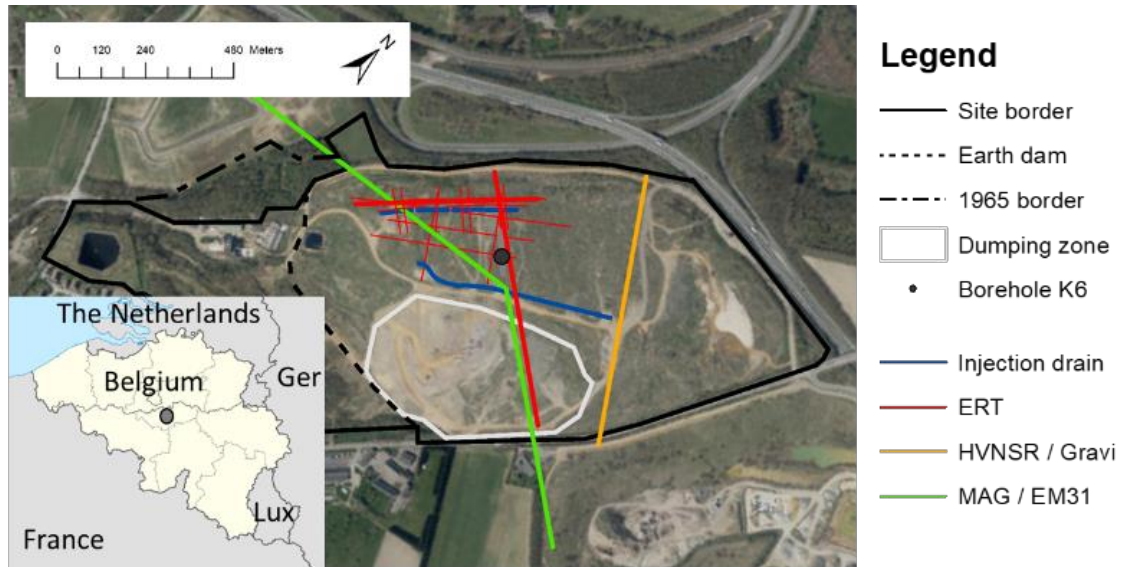 0 120 240 480 Meters
N
The Netherlands
Belgium
Ger
Lux
France
Legend
Site border
Earth dam
1965 border
Dumping zone
Borehole K6
Injection drain
ERT
HVNSR / Gravi
MAG / EM31